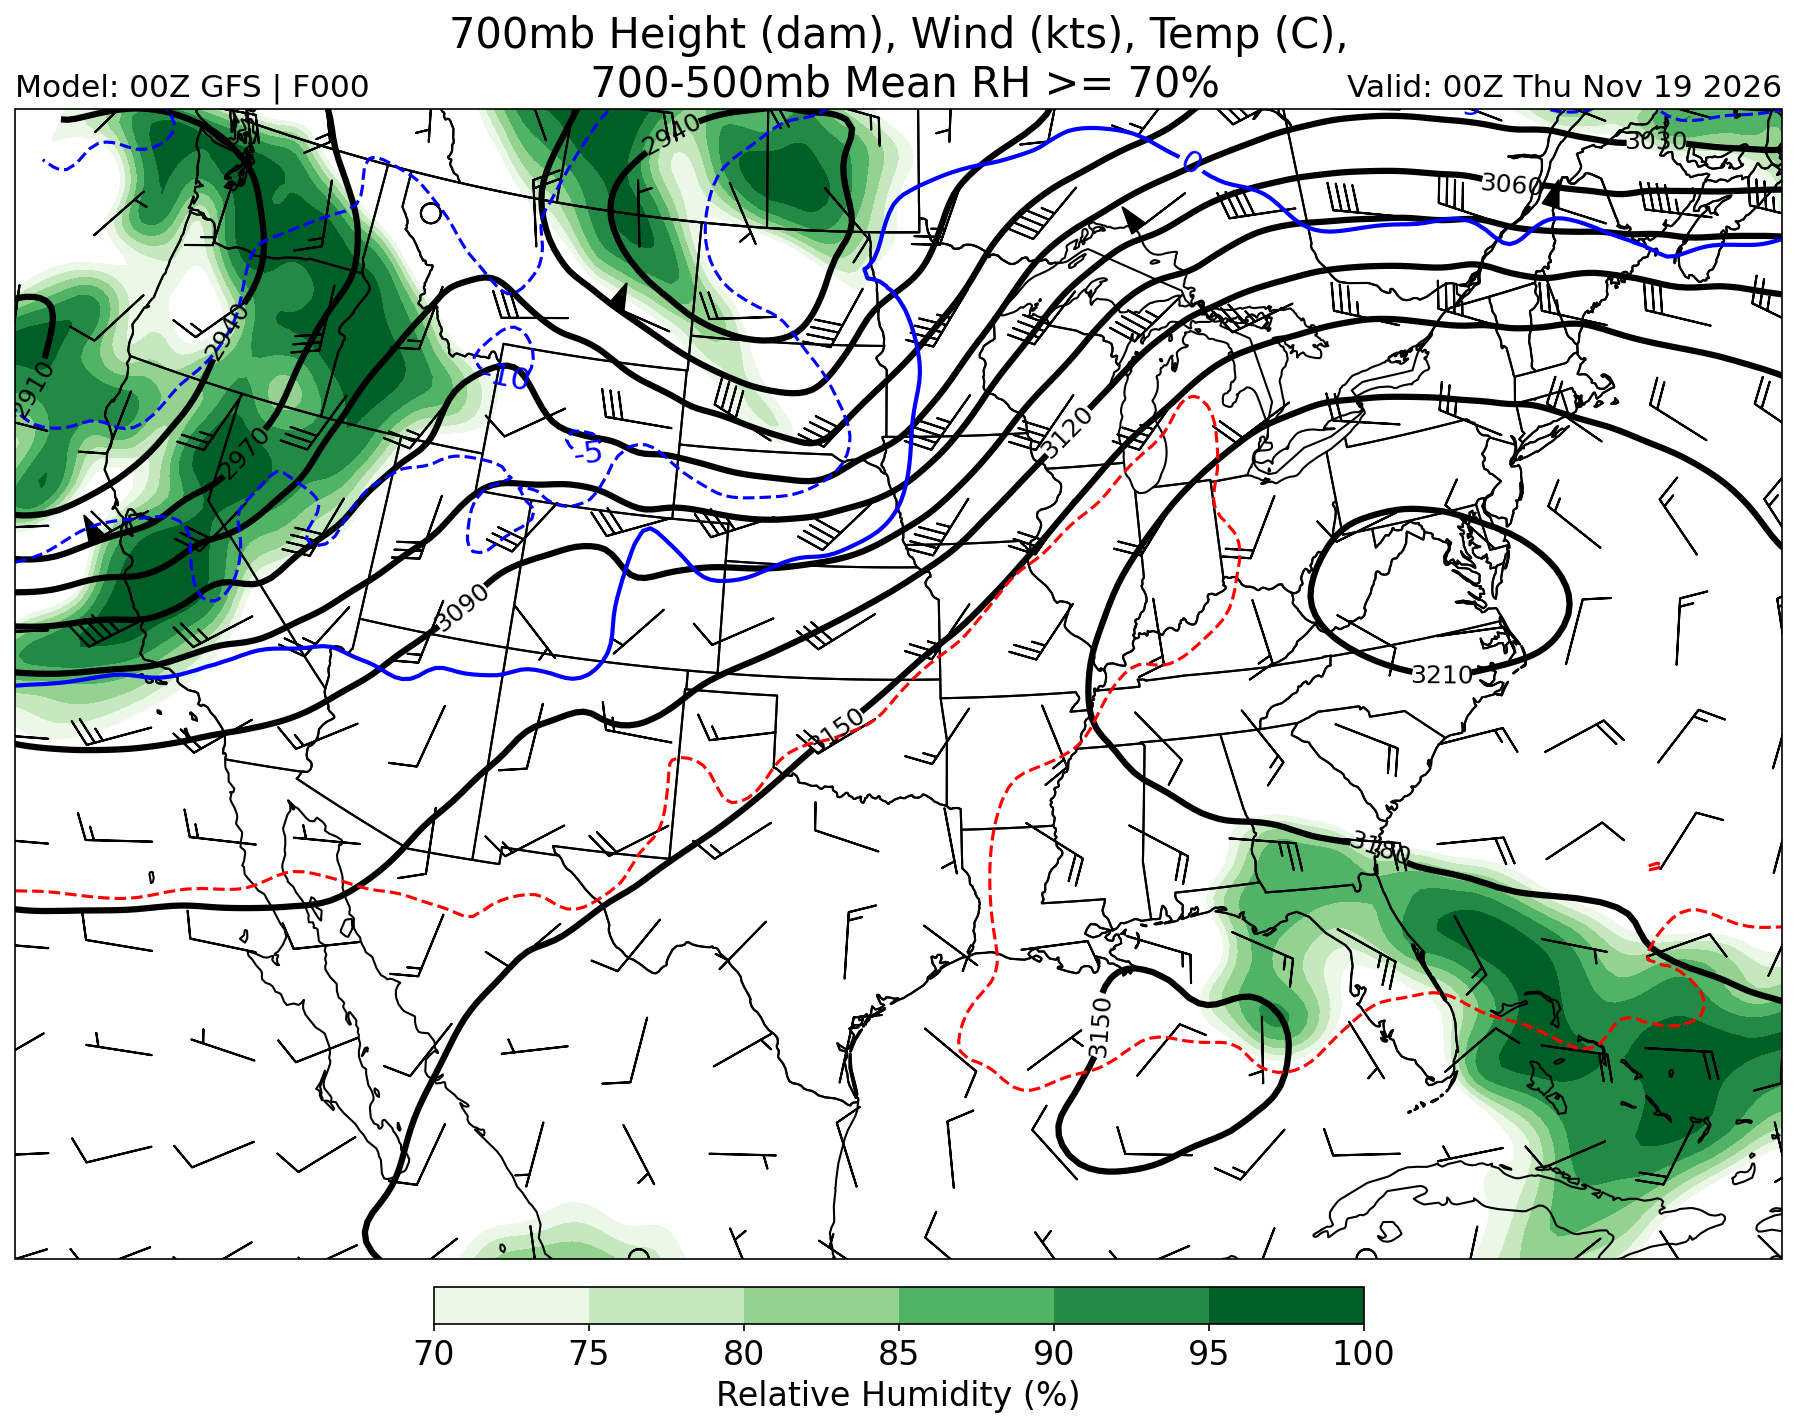 700mb Height (dam), Wind (kts), Temp (C),
700-500mb Mean RH >= 70%
Model: 00Z GFS | F000
Valid: 00Z Thu Nov 19 2026
2940
3030
0
3060
2940
2910
-10
3120
2970
-5
3090
3210
3150
3180
3150
70 75 80 85 90 95 100
Relative Humidity (%)